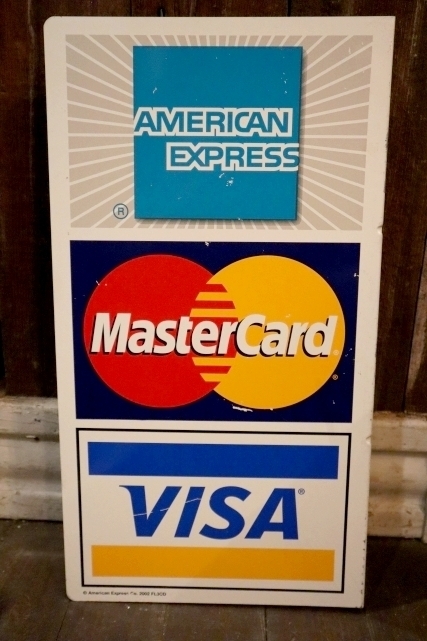 AMERICAN
EXPRESS
®
MasterCard
®
VISA®